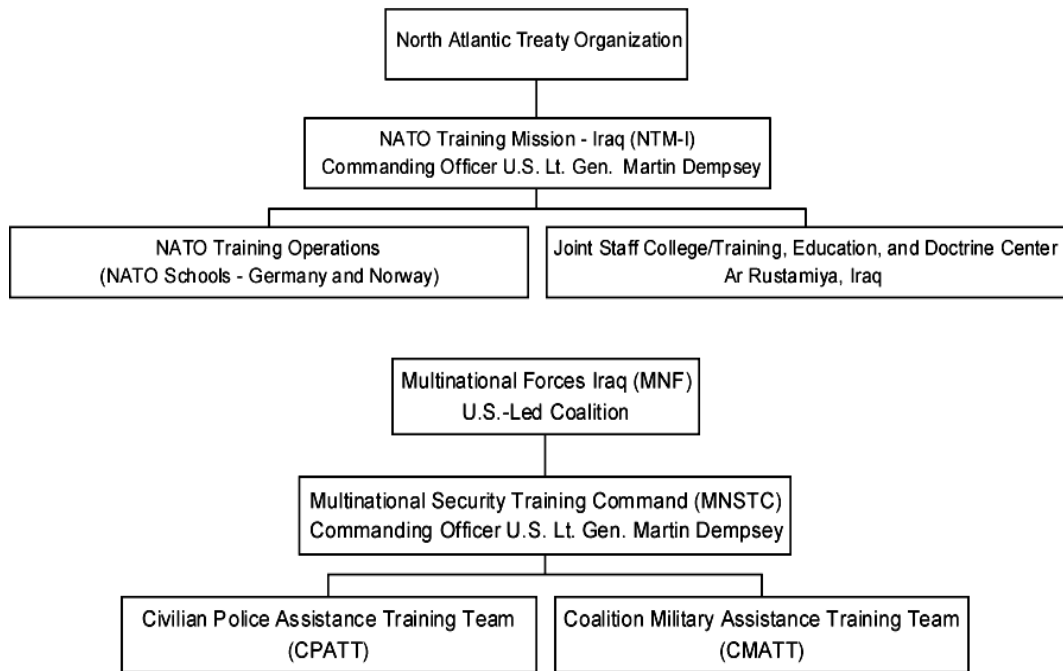 North Atlantic Treaty Organization
NATO Training Mission - Iraq (NTM-I)
Commanding Officer U.S. Lt. Gen. Martin Dempsey
NATO Training Operations
(NATO Schools - Germany and Norway)
Joint Staff College/Training, Education, and Doctrine Center
Ar Rustamiya, Iraq
Multinational Forces Iraq (MNF)
U.S.-Led Coalition
Multinational Security Training Command (MNSTC)
Commanding Officer U.S. Lt. Gen. Martin Dempsey
Civilian Police Assistance Training Team
(CPATT)
Coalition Military Assistance Training Team
(CMATT)